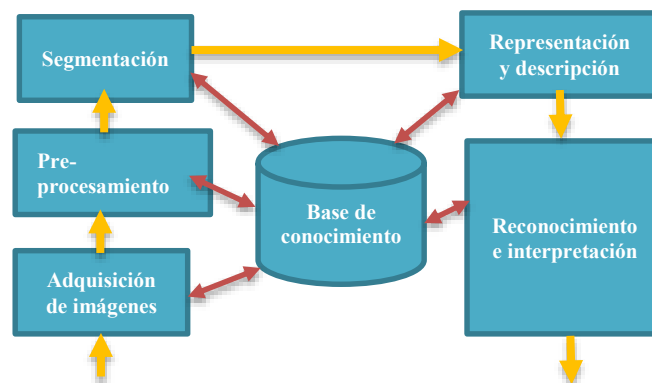 Segmentación
Representación
y descripción
Pre-
procesamiento
Base de
conocimiento
Reconocimiento
e interpretación
Adquisición
de imágenes